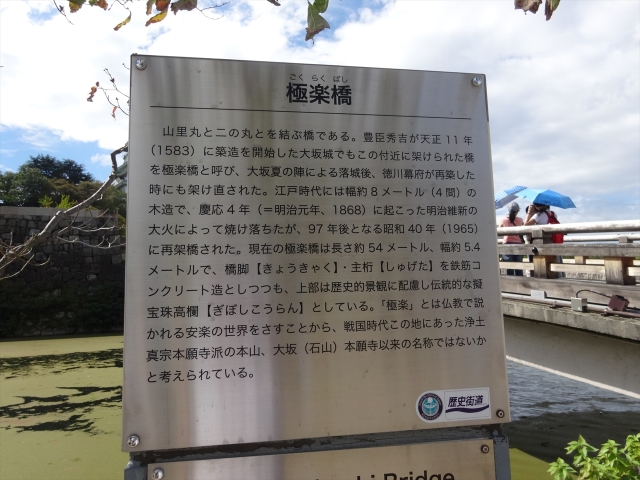 ごくらくばし
極楽橋
山里丸と二の丸とを結ぶ橋である。豊臣秀吉が天正11年
(1583)に築造を開始した大坂城でもこの付近に架けられた橋
を極楽橋と呼び、大坂夏の陣による落城後、徳川幕府が再築した
時にも架け直された。江戸時代には幅約8メートル(4間)の
木造で、慶応4年(=明治元年、1868)に起こった明治維新の
大火によって焼け落ちたが、97年後となる昭和40年(1965)
に再架橋された。現在の極楽橋は長さ約54メートル、幅約5.4
メートルで、橋脚【きょうきゃく】・主桁【しゅげた】を鉄筋コ
ンクリート造としつつも、上部は歴史的景観に配慮し伝統的な擬
宝珠高欄【ぎぼしこうらん】としている。「極楽」とは仏教で説
かれる安楽の世界をさすことから、戦国時代この地にあった浄土
真宗本願寺派の本山、大坂(石山)本願寺以来の名称ではないか
と考えられている。
歴史街道
Bridge